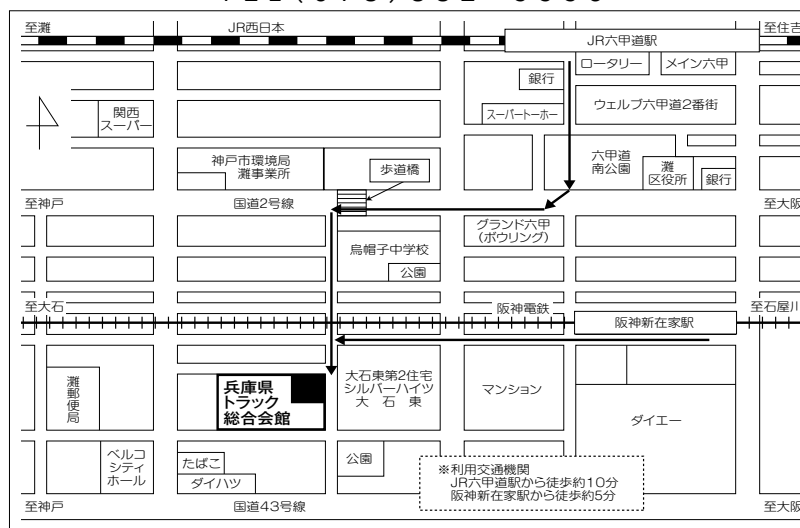 至灘
JR西日本
JR六甲道駅
至住吉
ロータリー
メイン六甲
銀行
関西
スーパー
スーパートーホー
ウェルブ六甲道2番街
神戸市環境局
灘事業所
歩道橋
六甲道
南公園
灘
区役所
銀行
至神戸
国道2号線
至大阪
グランド六甲
(ボウリング)
烏帽子中学校
公園
至大石
阪神電鉄
至石屋川
阪神新在家駅
灘郵便局
兵庫県
トラック
総合会館
大石東第2住宅
シルバーハイツ
大石東
マンション
ダイエー
ベルコ
シティ
ホール
たばこ
ダイハツ
公園
※利用交通機関
JR六甲道駅から徒歩約10分
阪神新在家駅から徒歩約5分
至神戸
国道43号線
至大阪